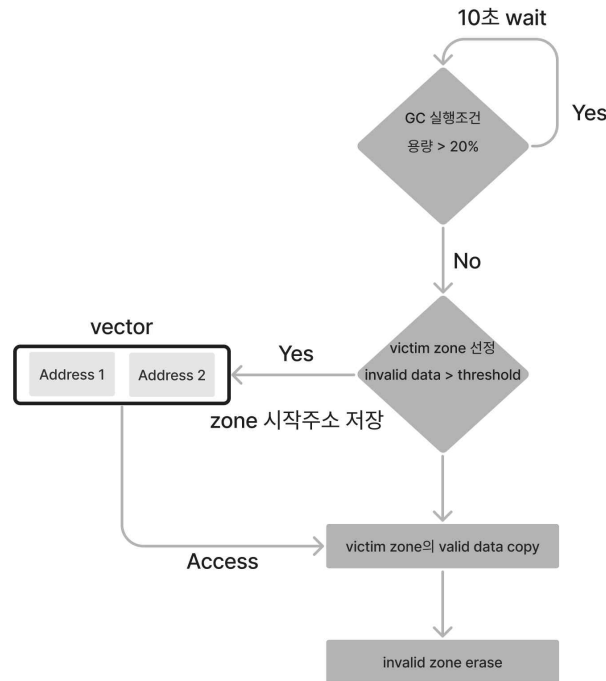 10초 wait
GC 실행조건
용량 > 20%
Yes
No
vector
Address 1
Address 2
Yes
victim zone 선정
invalid data > threshold
zone 시작주소 저장
Access
victim zone의 valid data copy
invalid zone erase